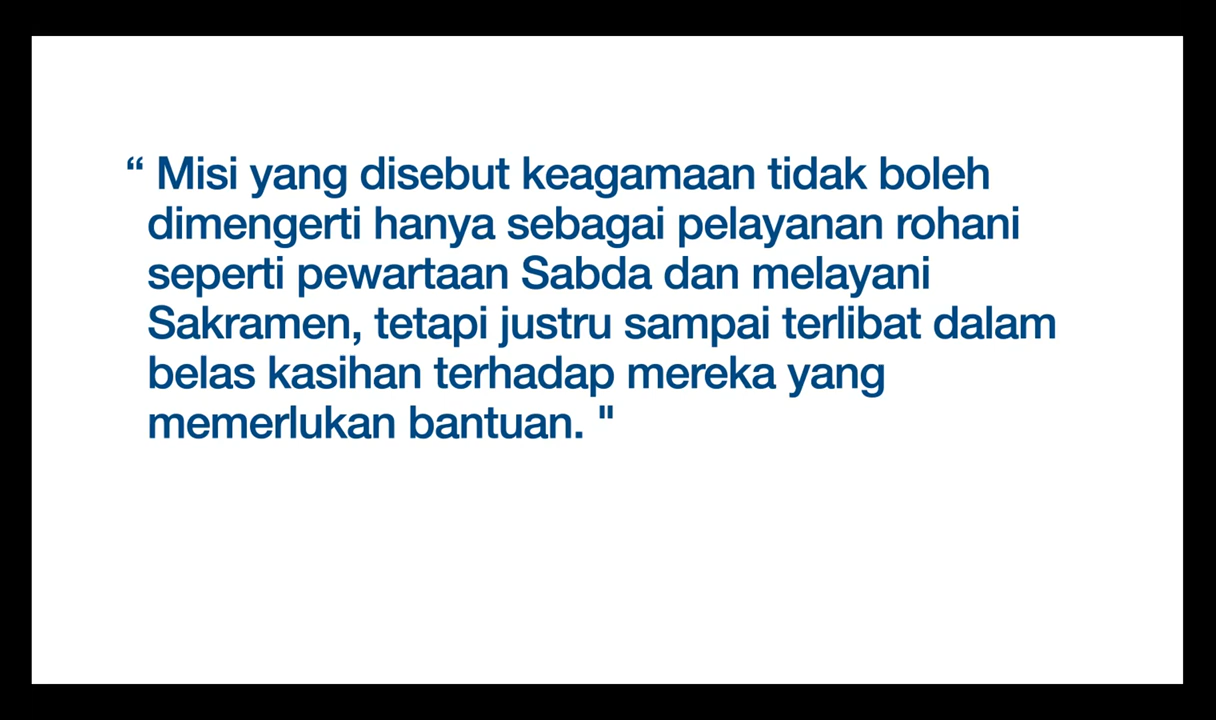 “ Misi yang disebut keagamaan tidak boleh
dimengerti hanya sebagai pelayanan rohani
seperti pewartaan Sabda dan melayani
Sakramen, tetapi justru sampai terlibat dalam
belas kasihan terhadap mereka yang
memerlukan bantuan. "